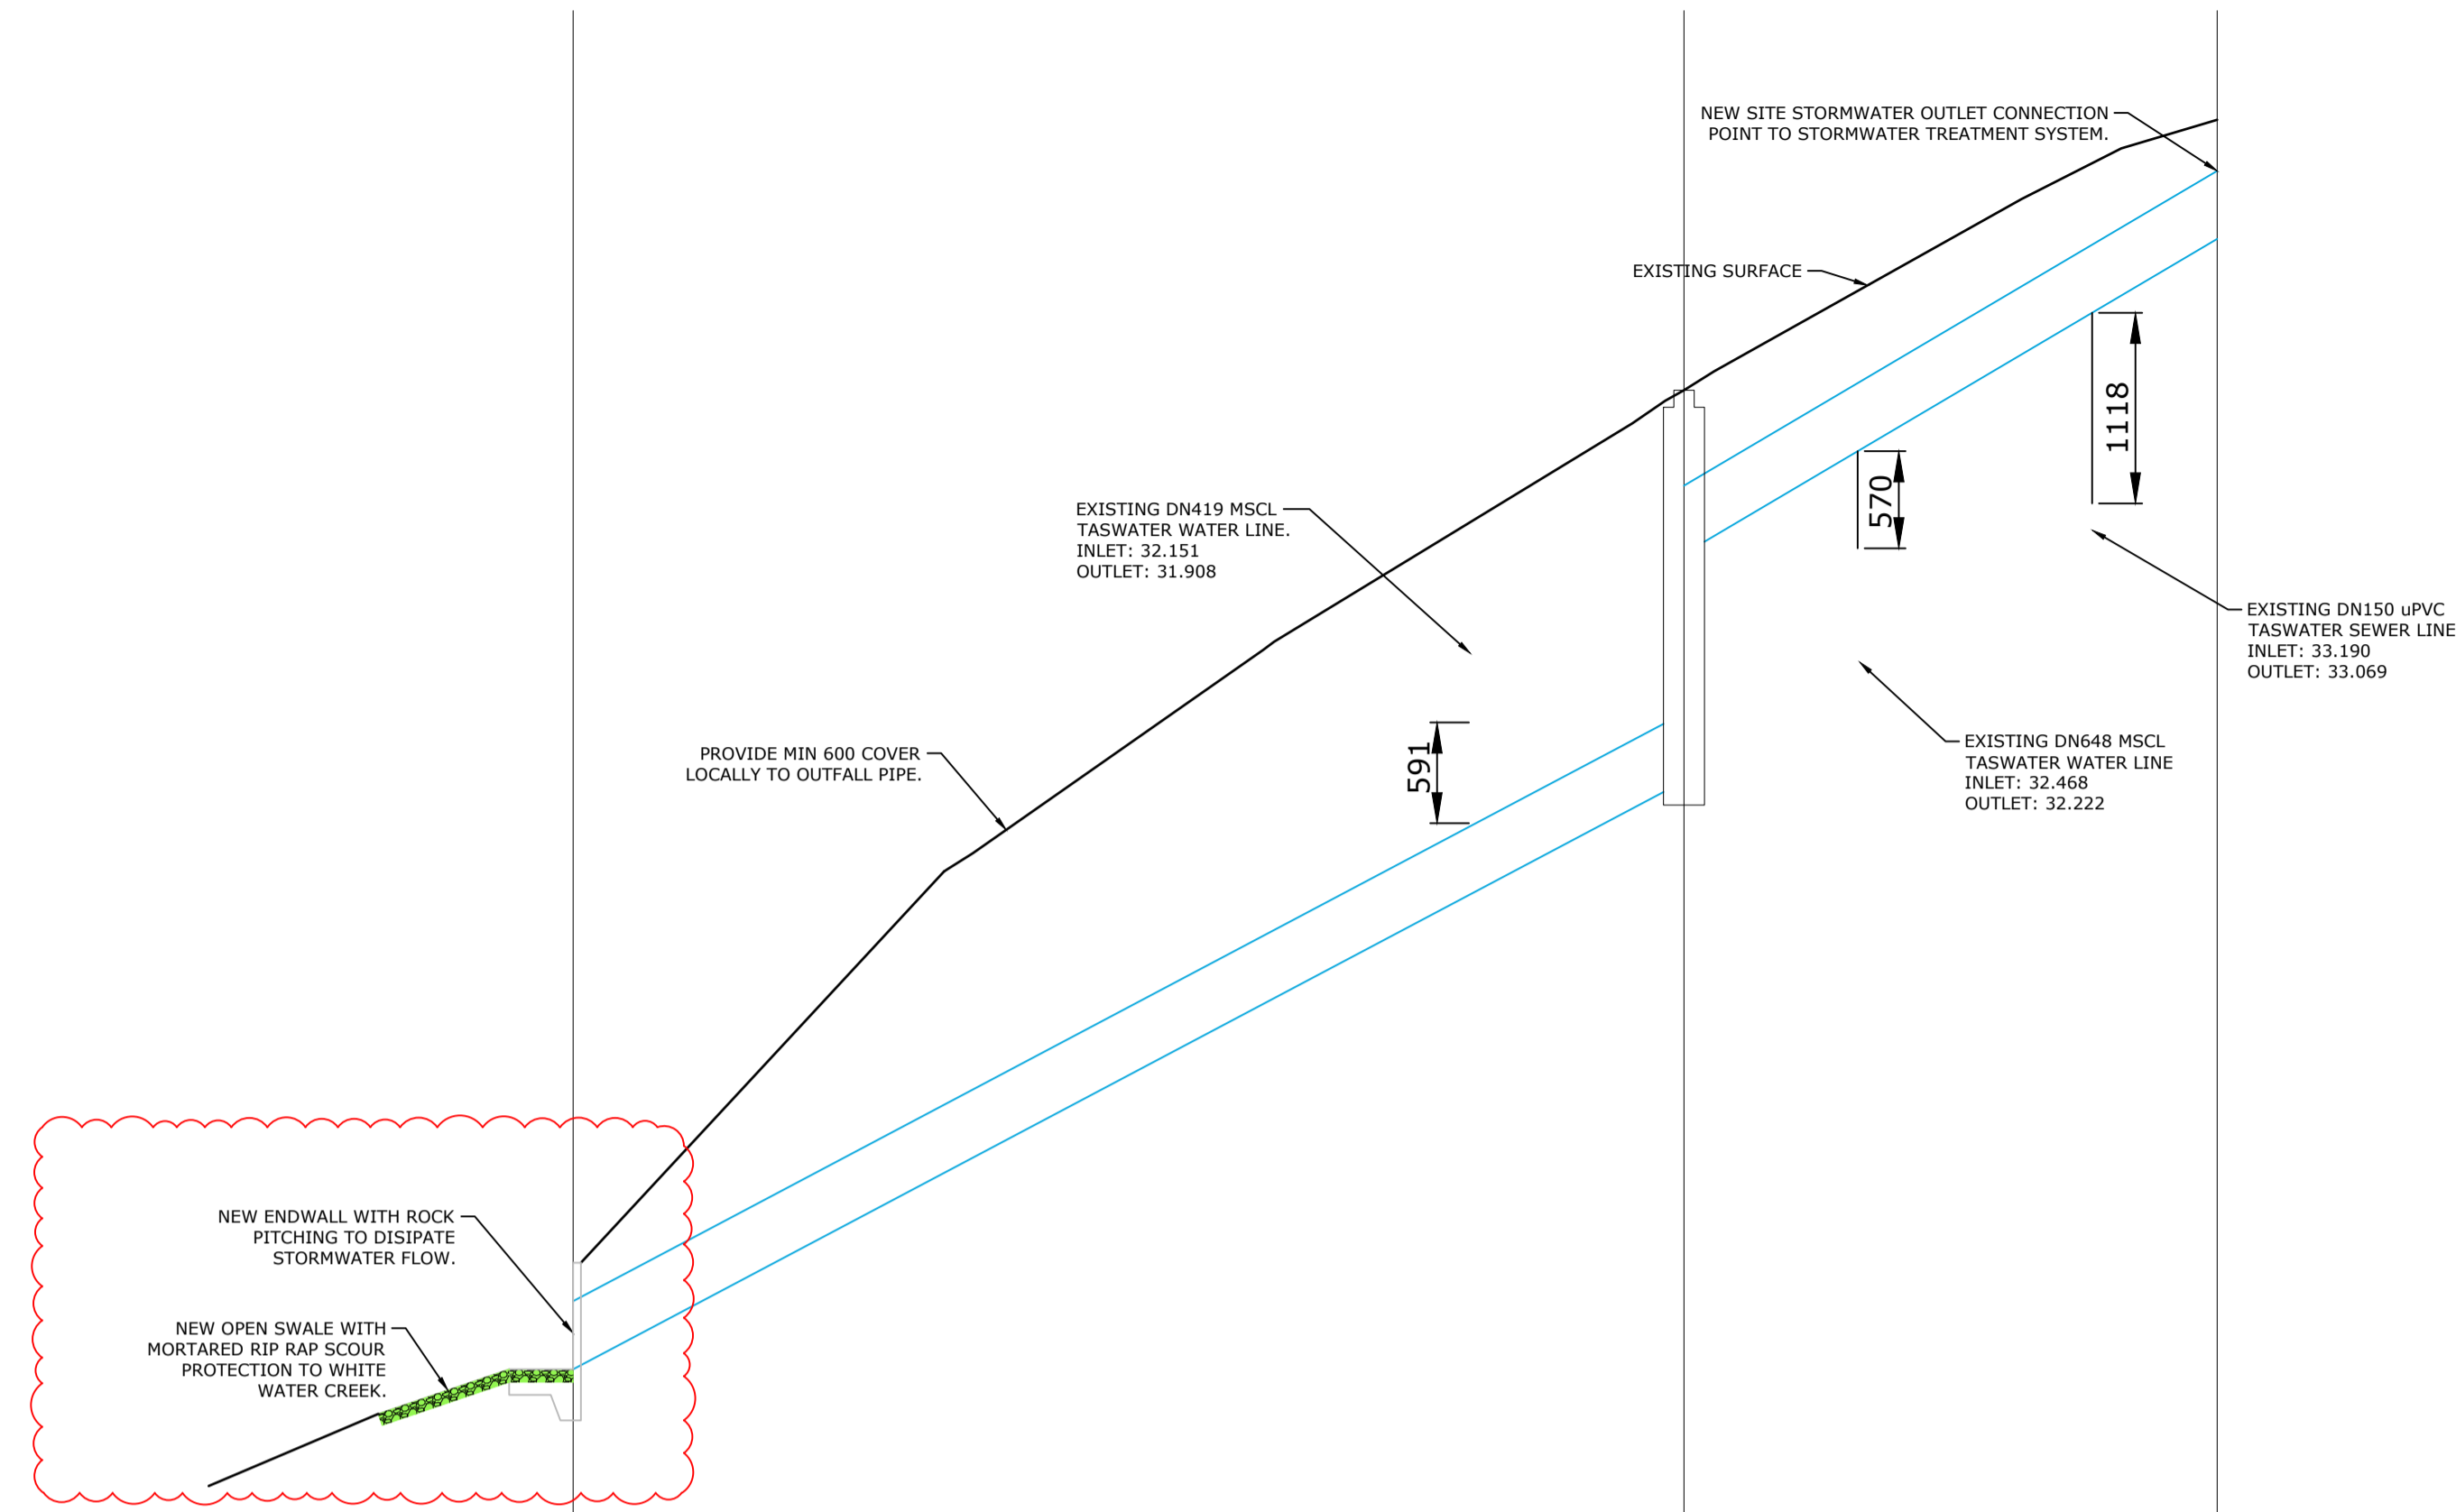 NEW SITE STORMWATER OUTLET CONNECTION
POINT TO STORMWATER TREATMENT SYSTEM.
EXISTING SURFACE
1118
570
EXISTING DN419 MSCL
TASWATER WATER LINE.
INLET: 32.151
OUTLET: 31.908
EXISTING DN150 uPVC
TASWATER SEWER LINE
INLET: 33.190
OUTLET: 33.069
EXISTING DN648 MSCL
TASWATER WATER LINE
INLET: 32.468
OUTLET: 32.222
591
PROVIDE MIN 600 COVER
LOCALLY TO OUTFALL PIPE.
NEW ENDWALL WITH ROCK
PITCHING TO DISIPATE
STORMWATER FLOW.
NEW OPEN SWALE WITH
MORTARED RIP RAP SCOUR
PROTECTION TO WHITE
WATER CREEK.